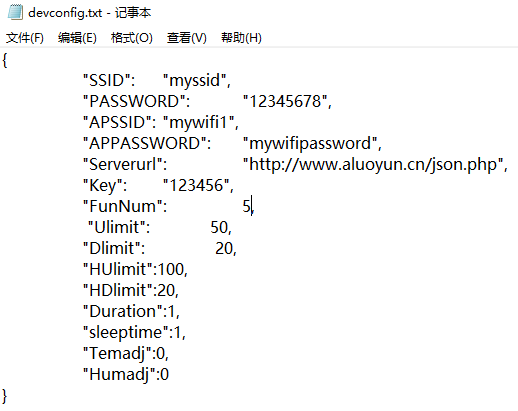 devconfig.txt - 记事本
文件(F) 编辑(E) 格式(O) 查看(V) 帮助(H)
{
"SSID": "myssid",
"PASSWORD": "12345678",
"APSSID": "mywifi1",
"APPASSWORD": "mywifipassword",
"Serverurl": "http://www.aluoyun.cn/json.php",
"Key": "123456",
"FunNum": 5,
"Ulimit": 50,
"Dlimit": 20,
"HUlimit":100,
"HDlimit":20,
"Duration":1,
"sleeptime":1,
"Temadj":0,
"Humadj":0
}